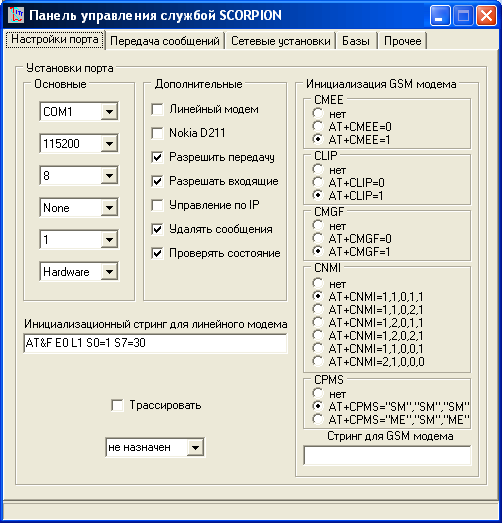 Панель управления службой SCORPION
Настройки порта
Передача сообщений
Сетевые установки
Базы
Прочее
Установки порта
Основные
COM1
115200
8
None
1
Hardware
Дополнительные
Линейный модем
Nokia D211
Разрешить передачу
Разрешать входящие
Управление по IP
Удалять сообщения
Проверять состояние
Инициализационный стринг для линейного модема
AT&F E0 L1 S0=1 S7=30
Трассировать
не назначен
Инициализация GSM модема
CMEE
нет
AT+CMEE=0
AT+CMEE=1
CLIP
нет
AT+CLIP=0
AT+CLIP=1
CMGF
нет
AT+CMGF=0
AT+CMGF=1
CNMI
нет
AT+CNMI=1,1,0,1,1
AT+CNMI=1,1,0,2,1
AT+CNMI=1,2,0,1,1
AT+CNMI=1,2,0,2,1
AT+CNMI=1,1,0,0,1
AT+CNMI=2,1,0,0,0
CPMS
нет
AT+CPMS="SM","SM","SM"
AT+CPMS="ME","SM","ME"
Стринг для GSM модема